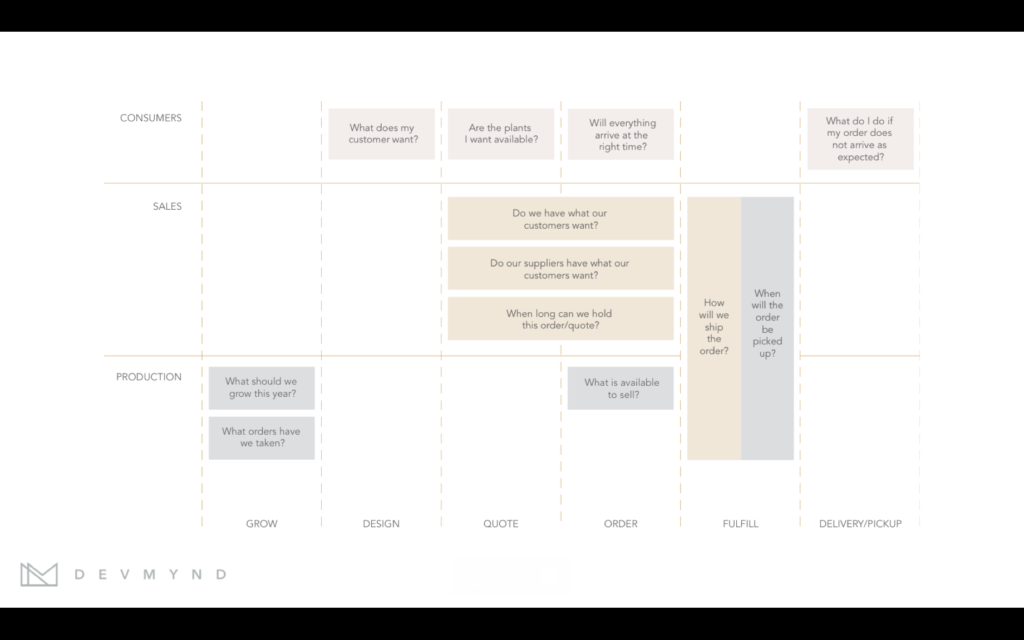 CONSUMERS
What does my
customer want?
Are the plants
I want available?
Will everything
arrive at the
right time?
What do I do if
my order does
not arrive as
expected?
SALES
Do we have what our
customers want?
Do our suppliers have what our
customers want?
When long can we hold
this order/quote?
How
will we
ship
the
order?
When
will the
order
be
picked
up?
PRODUCTION
What should we
grow this year?
What orders have
we taken?
What is available
to sell?
GROW
DESIGN
QUOTE
ORDER
FULFILL
DELIVERY/PICKUP
DEVMYND